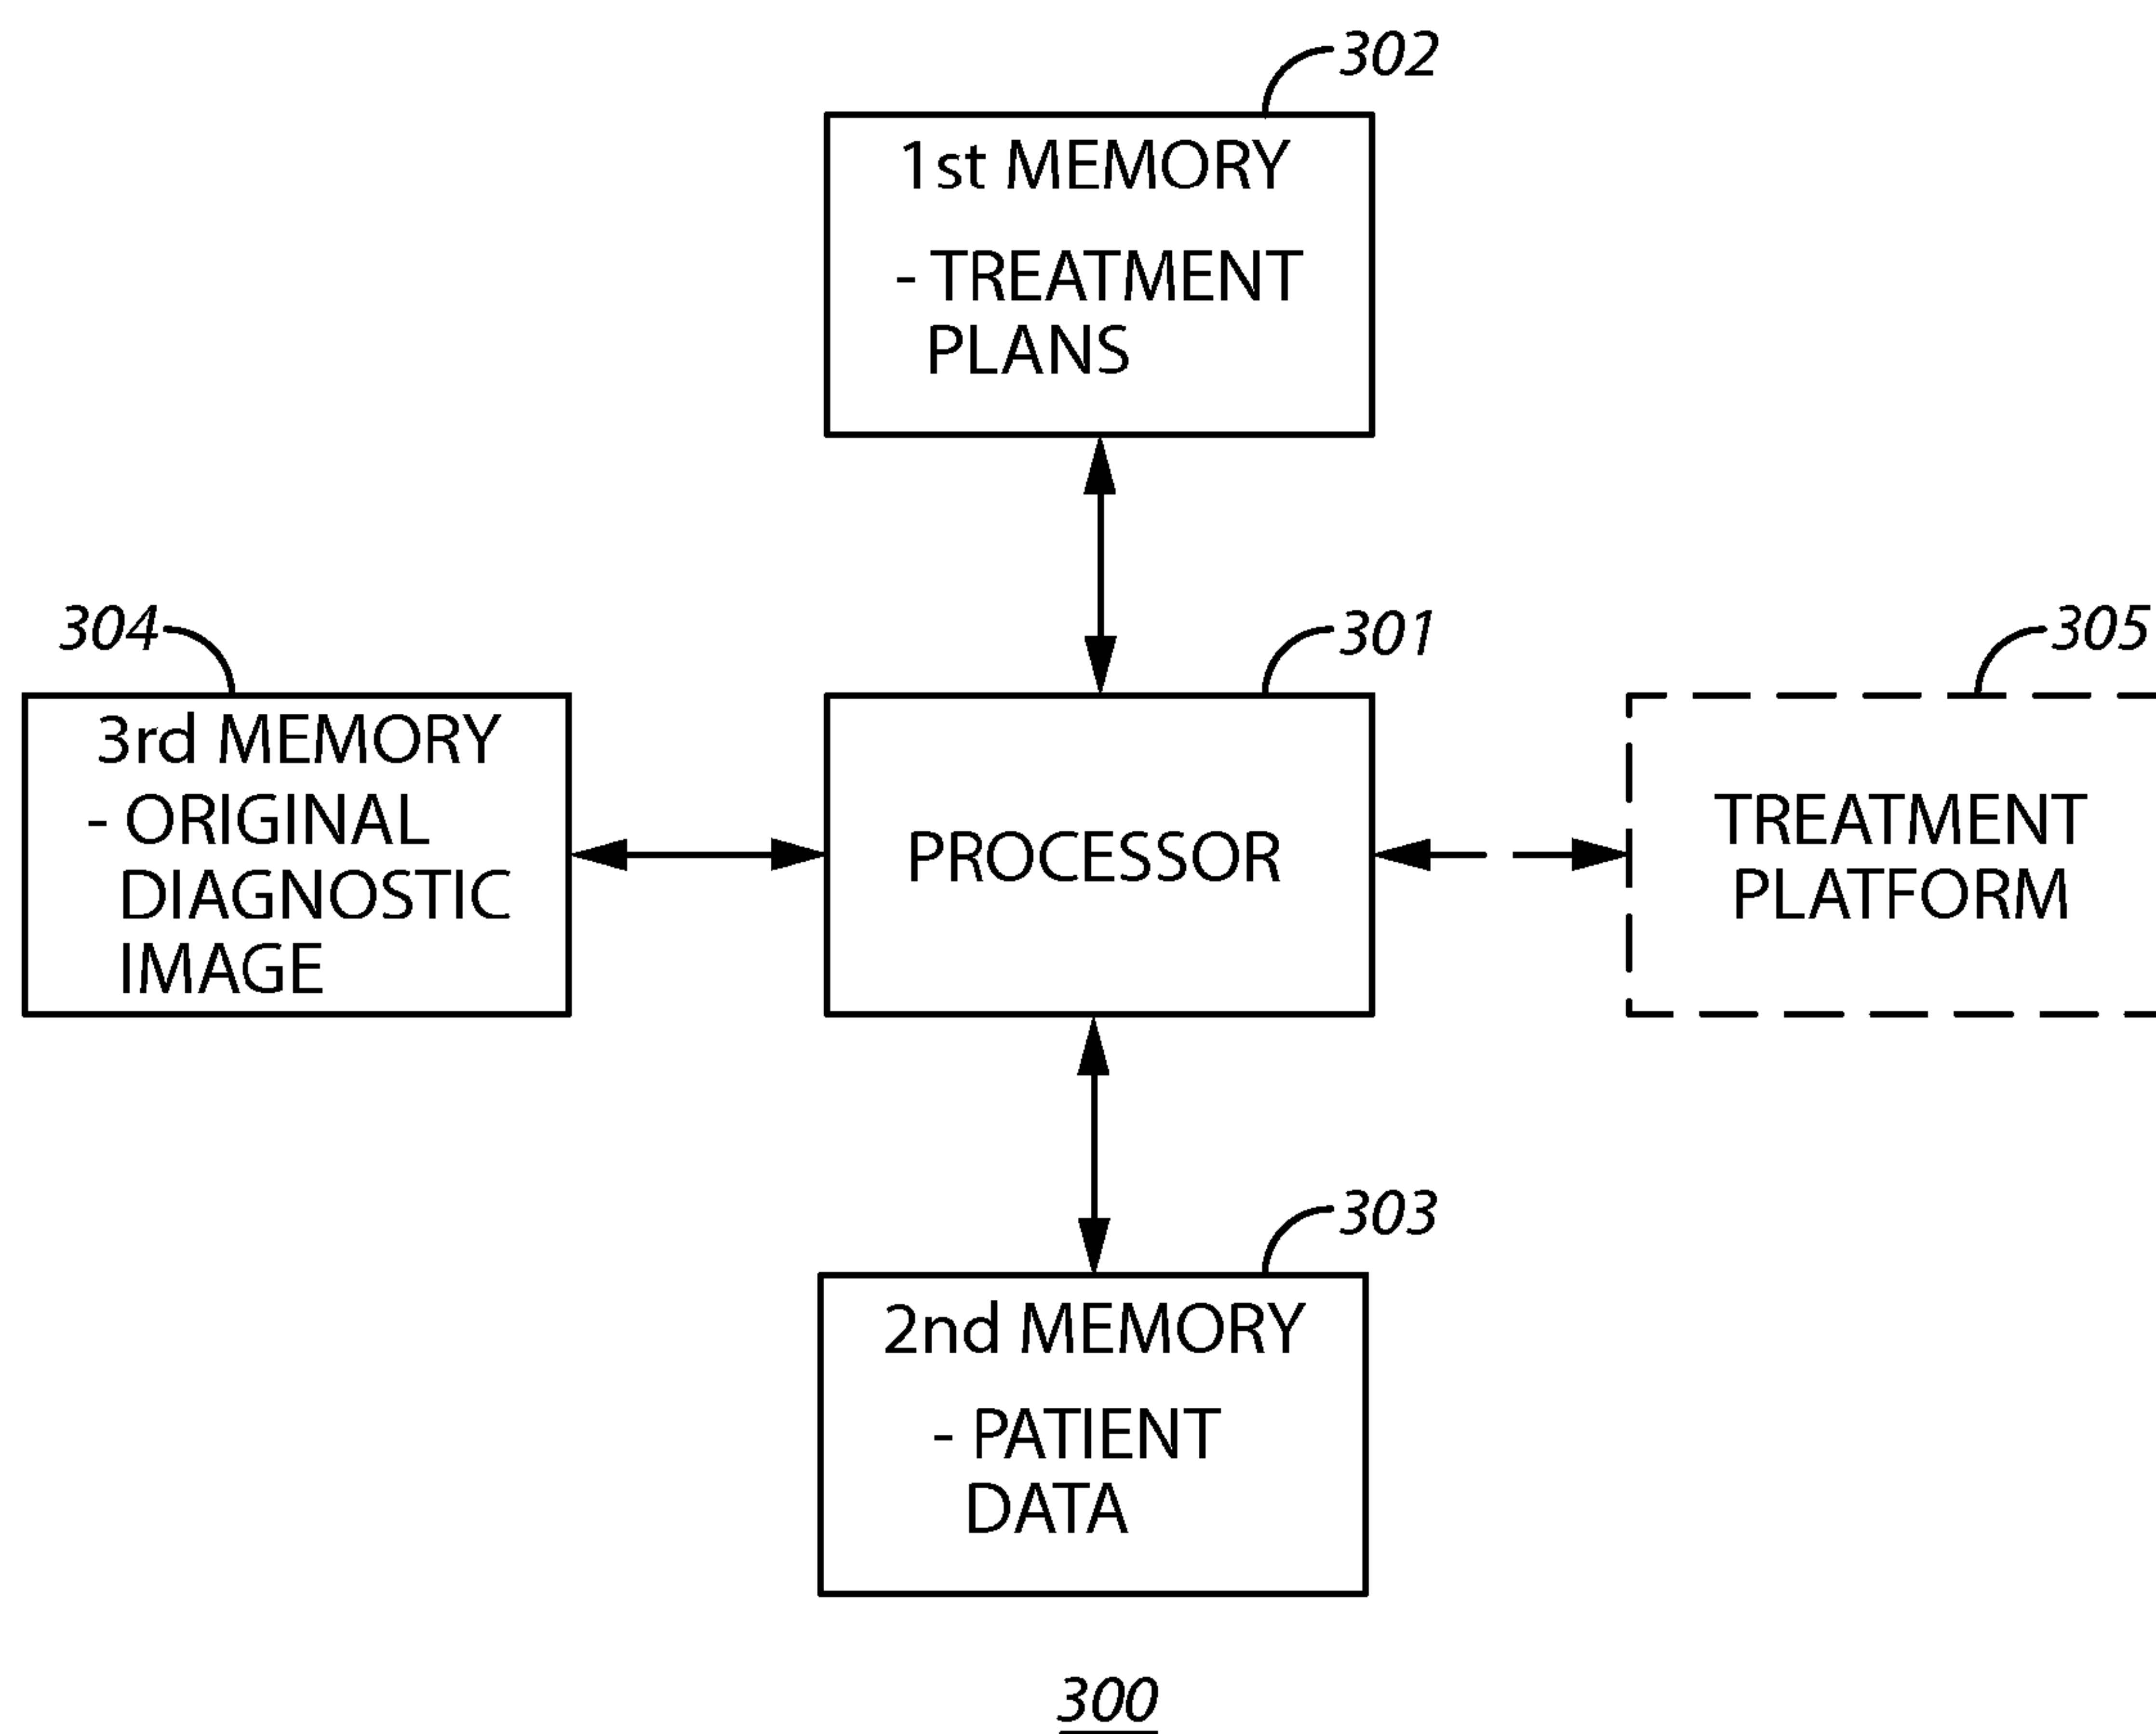 302
1st MEMORY
- TREATMENT
PLANS
304
301
305
3rd MEMORY
- ORIGINAL
DIAGNOSTIC
IMAGE
PROCESSOR
TREATMENT
PLATFORM
303
2nd MEMORY
- PATIENT
DATA
300